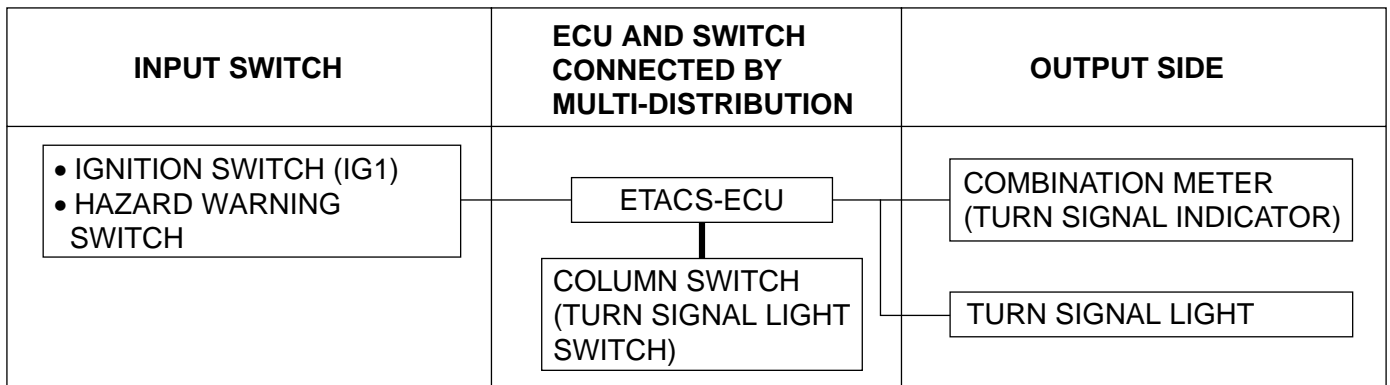 INPUT SWITCH
ECU AND SWITCH
CONNECTED BY
MULTI-DISTRIBUTION
OUTPUT SIDE
• IGNITION SWITCH (IG1)
• HAZARD WARNING
SWITCH
ETACS-ECU
COLUMN SWITCH
(TURN SIGNAL LIGHT
SWITCH)
COMBINATION METER
(TURN SIGNAL INDICATOR)
TURN SIGNAL LIGHT